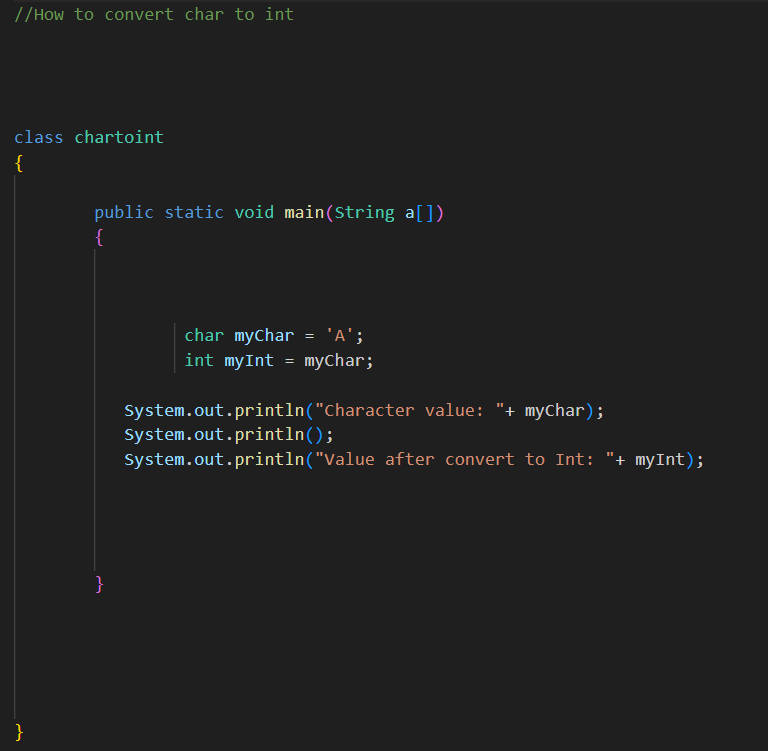 //How to convert char to int
class chartoint
{
public static void main(String a[])
{
char myChar = 'A';
int myInt = myChar;
System.out.println("Character value: "+ myChar);
System.out.println();
System.out.println("Value after convert to Int: "+ myInt);
}
}